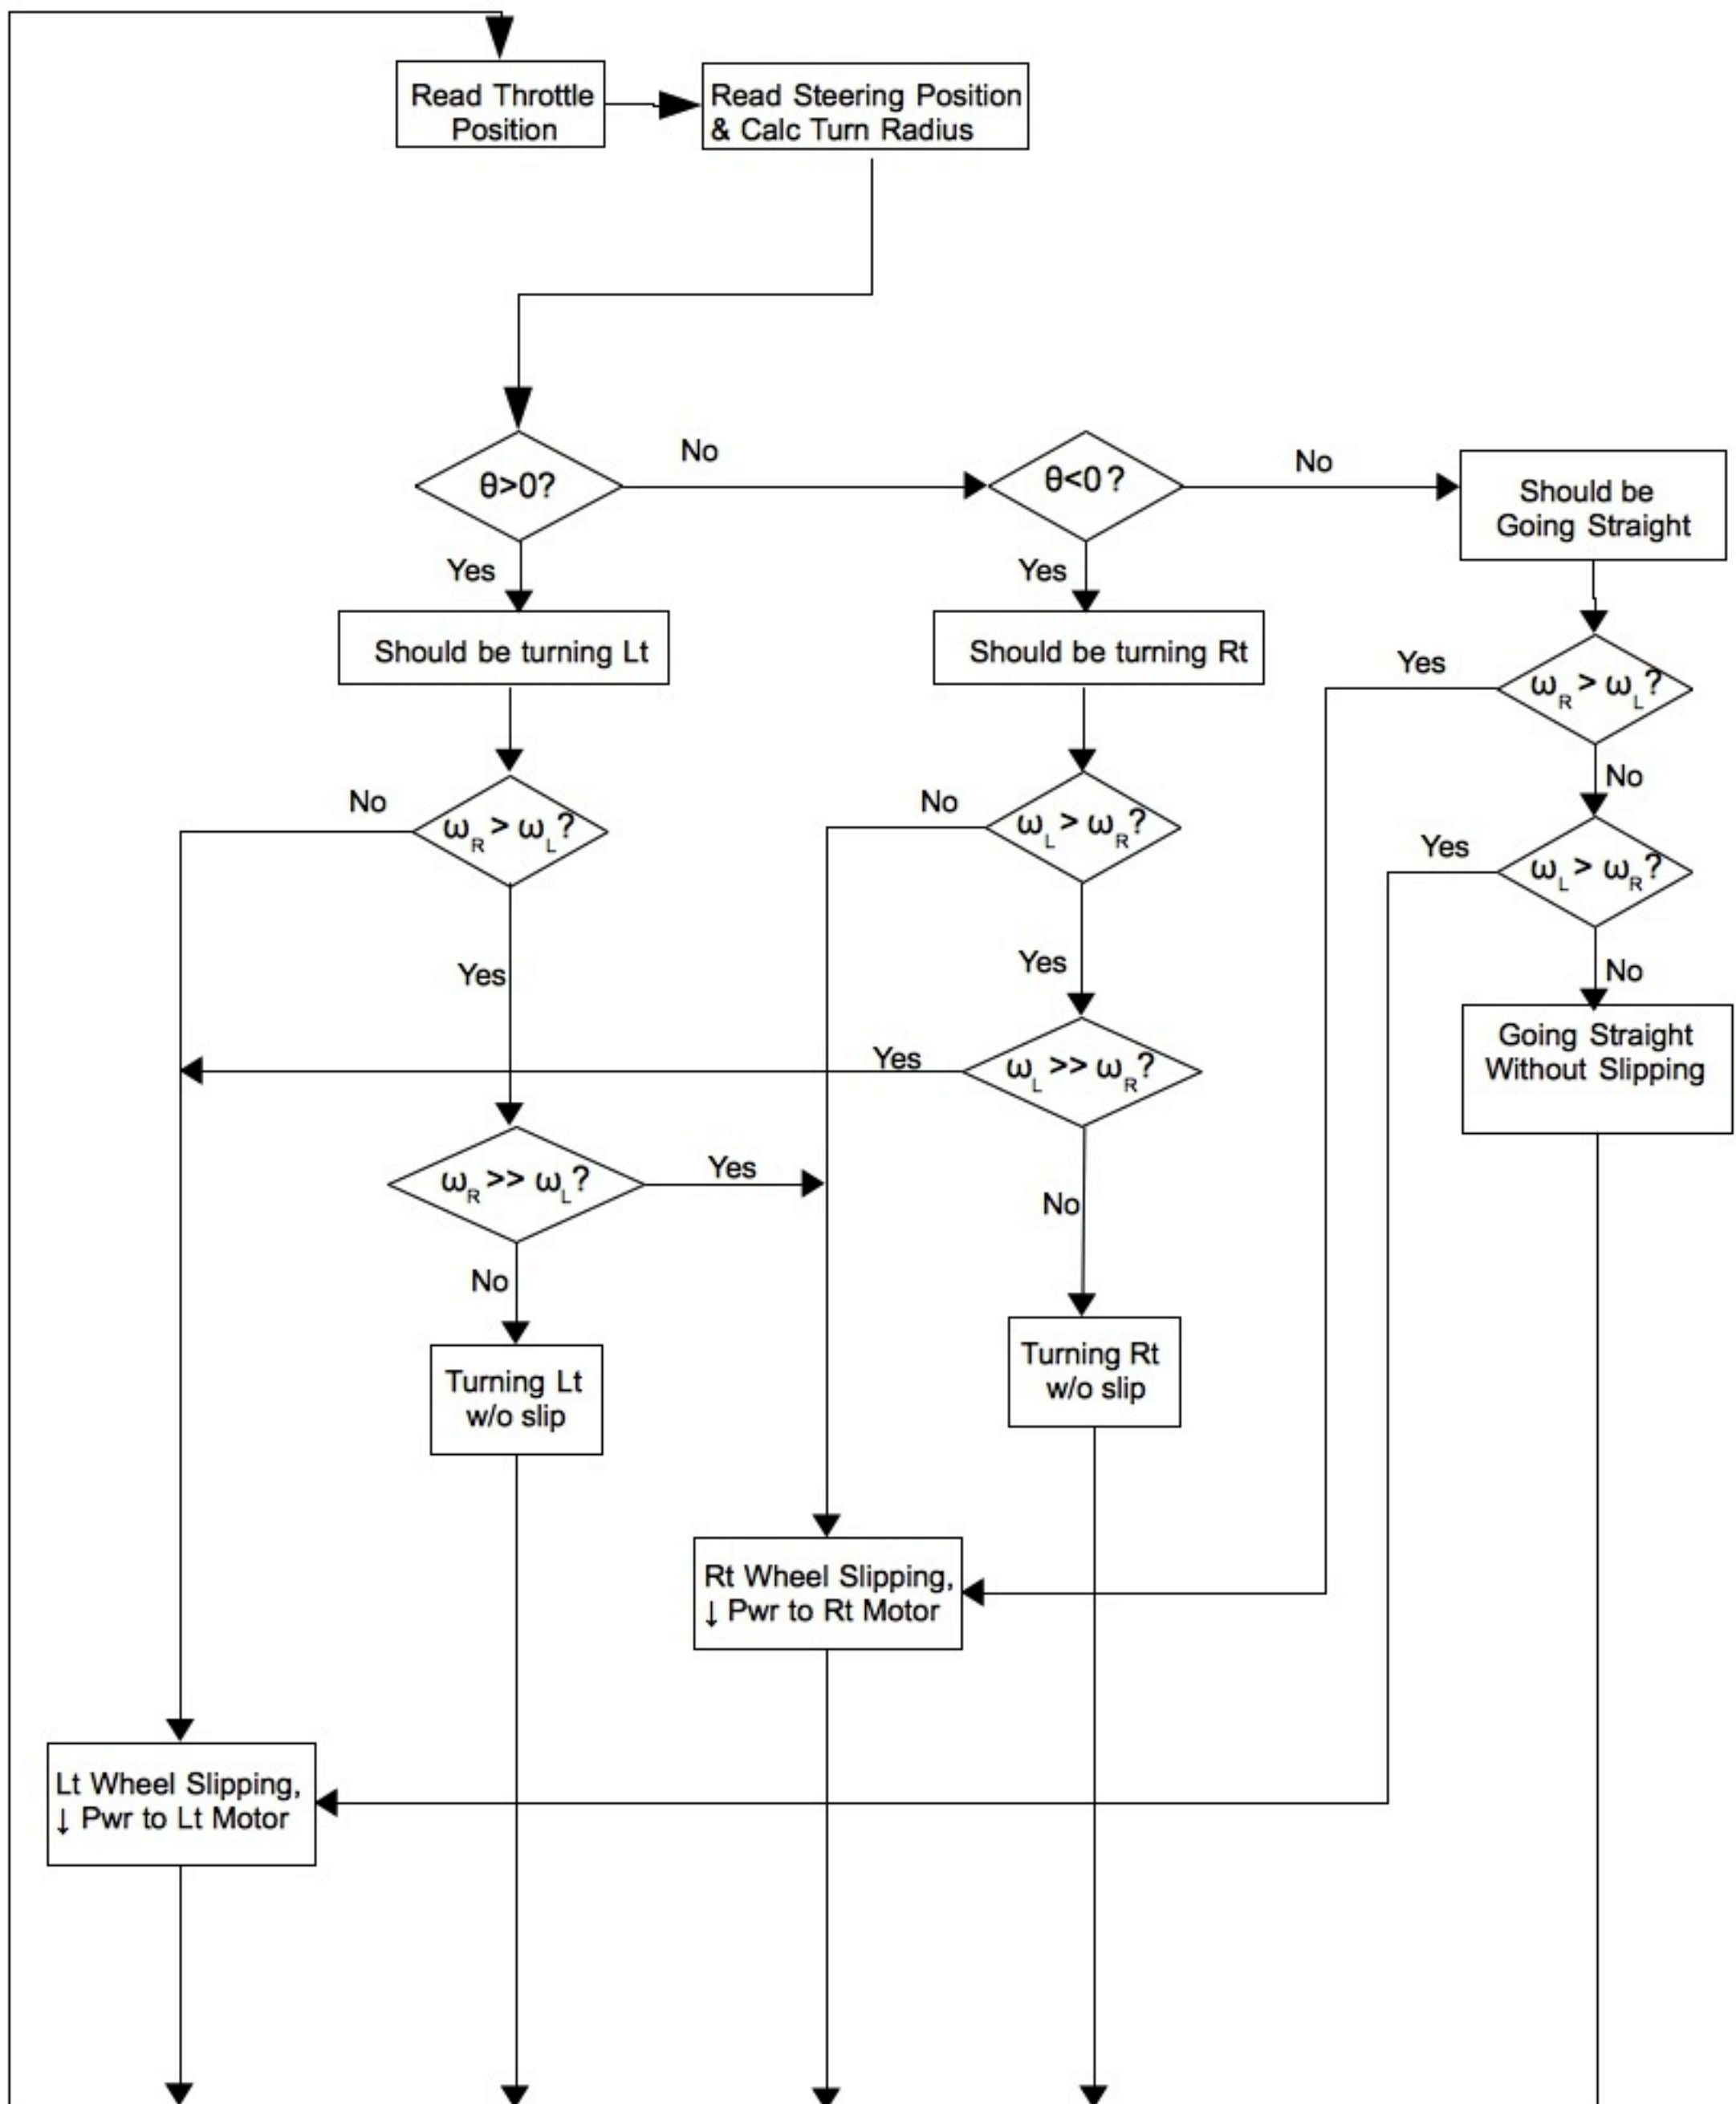 Read Throttle
Position
Read Steering Position
& Calc Turn Radius
θ>0?
No
θ<0?
No
Should be
Going Straight
Yes
Yes
Should be turning Lt
Should be turning Rt
Yes
ωR > ωL?
No
No
ωR > ωL?
No
ωL > ωR?
Yes
ωL > ωR?
Yes
Yes
No
Going Straight
Without Slipping
Yes
ωL >> ωR?
ωR >> ωL?
Yes
No
No
Turning Lt
w/o slip
Turning Rt
w/o slip
Rt Wheel Slipping,
↓ Pwr to Rt Motor
Lt Wheel Slipping,
↓ Pwr to Lt Motor